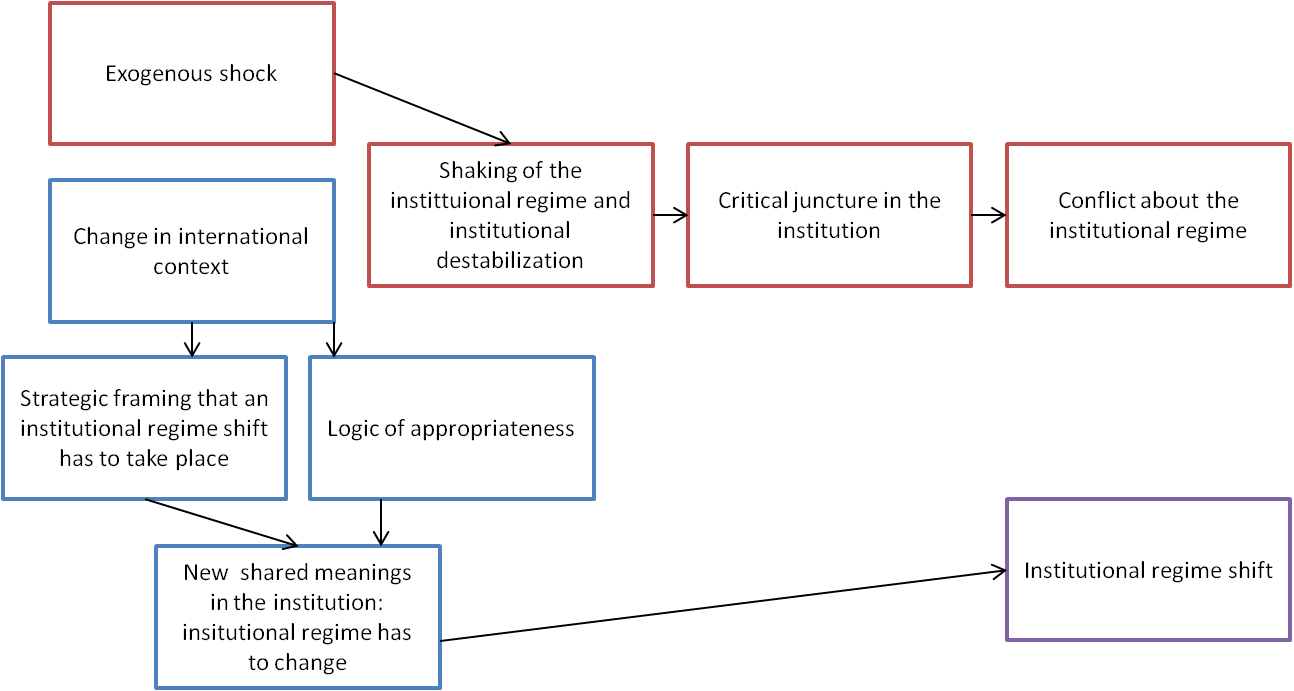 Exogenous shock
Shaking of the
instittuional regime and
institutional
destabilization
Critical juncture in the
institution
Conflict about the
institutional regime
Change in international
context
Strategic framing that an
institutional regime shift
has to take place
Logic of appropriateness
New  shared meanings
in the institution:
insitutional regime has
to change
Institutional regime shift